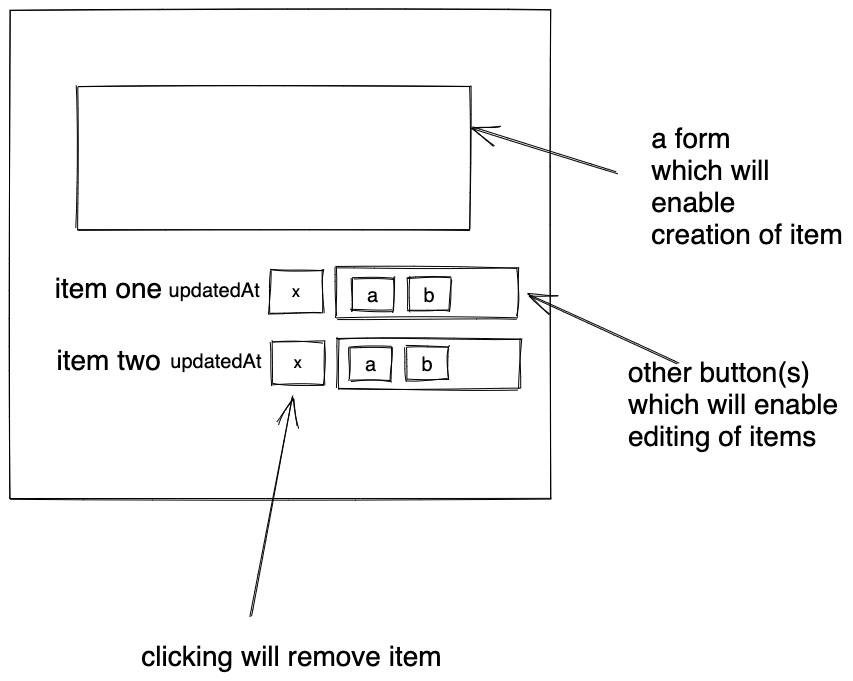 a form
which will
enable
creation of item
item one updatedAt x a b
item two updatedAt x a b
other button(s)
which will enable
editing of items
clicking will remove item